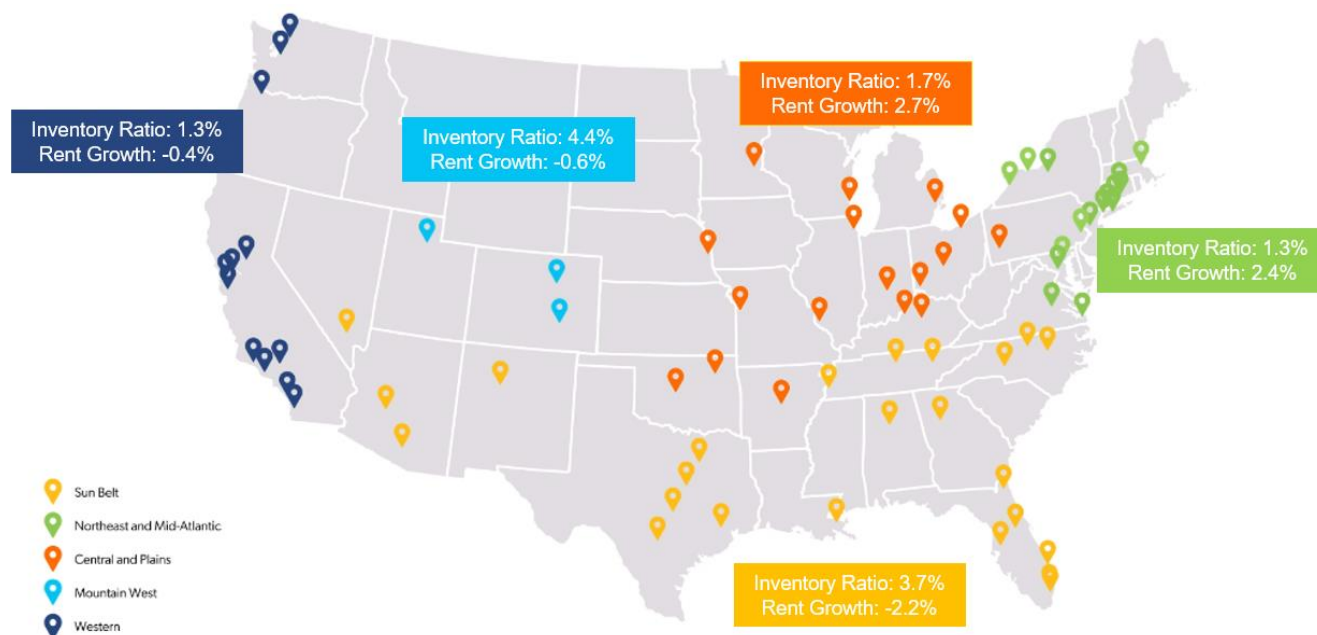 Inventory Ratio: 1.7%
Rent Growth: 2.7%
Inventory Ratio: 1.3%
Rent Growth: -0.4%
Inventory Ratio: 4.4%
Rent Growth: -0.6%
Inventory Ratio: 1.3%
Rent Growth: 2.4%
Inventory Ratio: 3.7%
Rent Growth: -2.2%
Sun Belt
Northeast and Mid-Atlantic
Central and Plains
Mountain West
Western